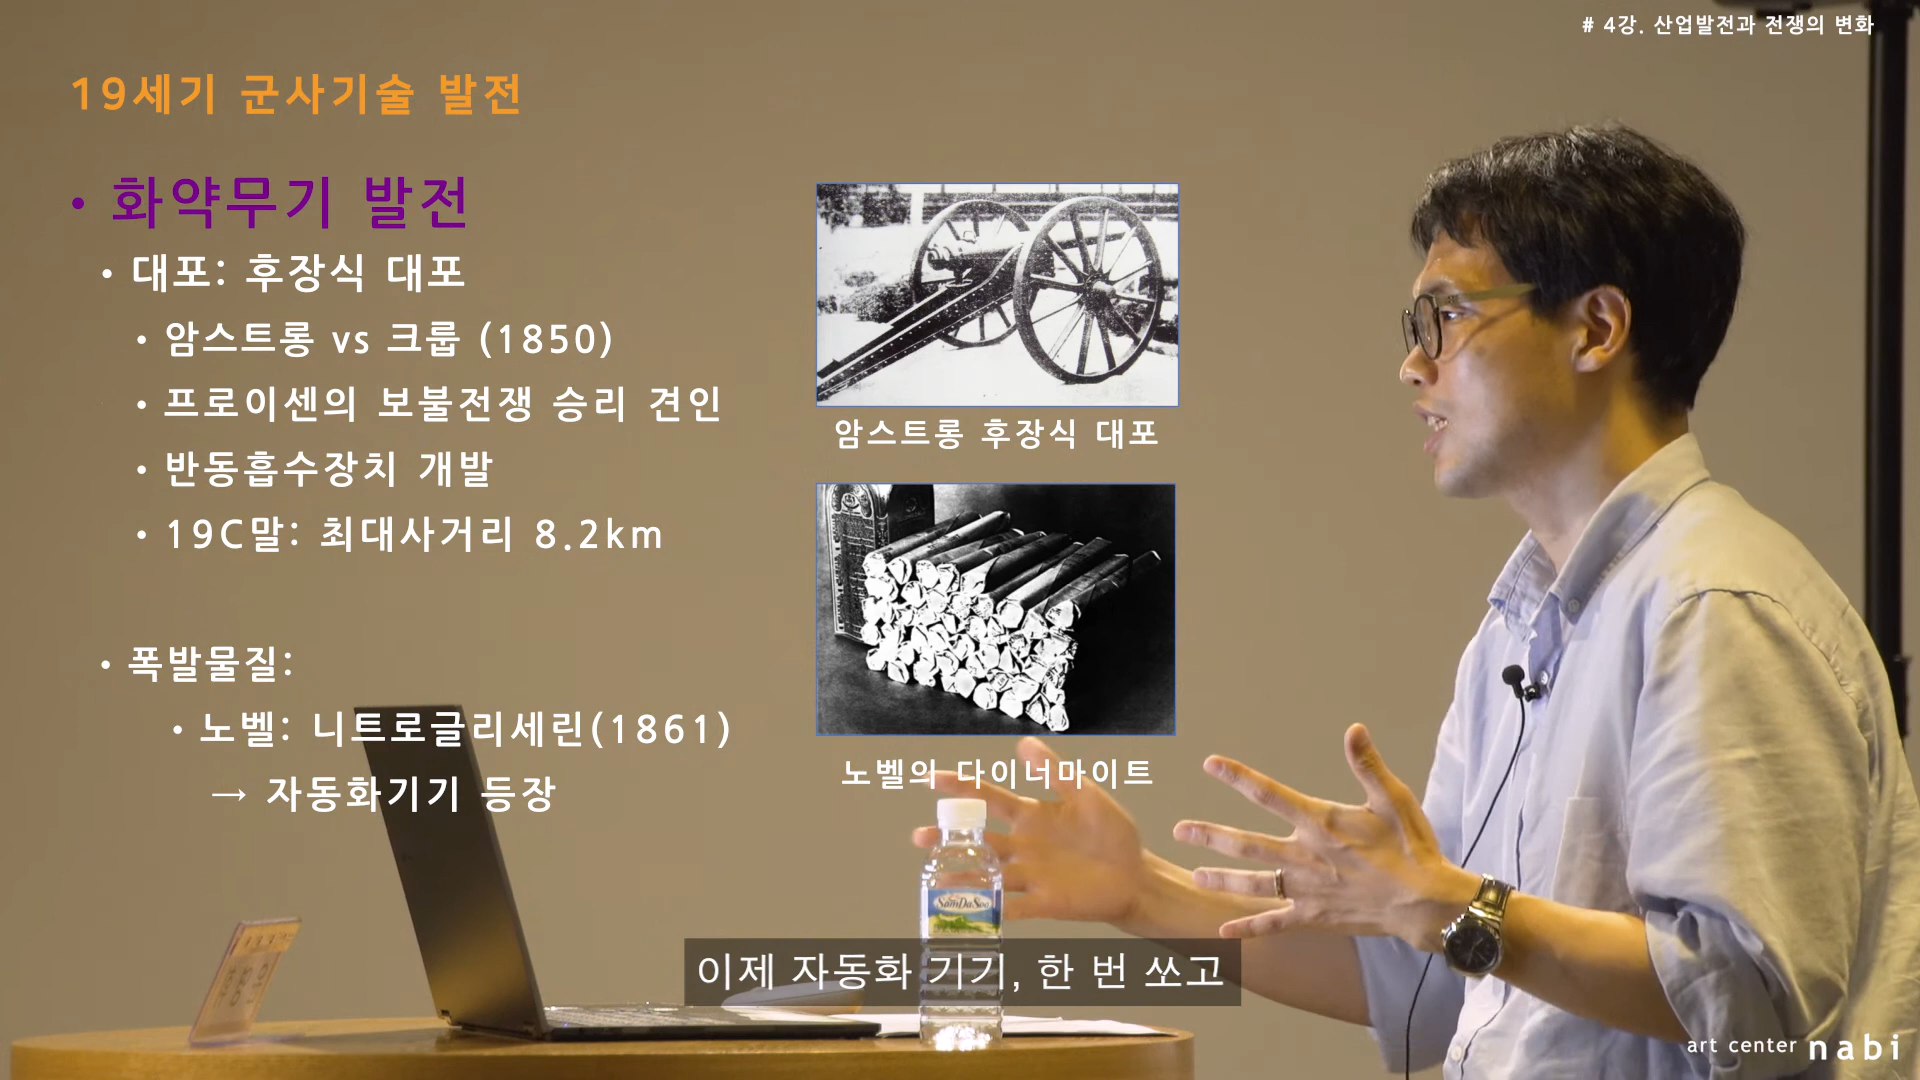 # 4강. 산업발전과 전쟁의 변화
19세기 군사기술 발전
• 화약무기 발전
• 대포: 후장식 대포
• 암스트롱 vs 크룹 (1850)
• 프로이센의 보불전쟁 승리 견인
• 반동흡수장치 개발
• 19C말: 최대사거리 8.2km
• 폭발물질:
• 노벨: 니트로글리세린(1861)
→ 자동화기기 등장
암스트롱 후장식 대포
노벨의 다이너마이트
SamDaSoo
이제 자동화 기기, 한 번 쏘고
art center nabi